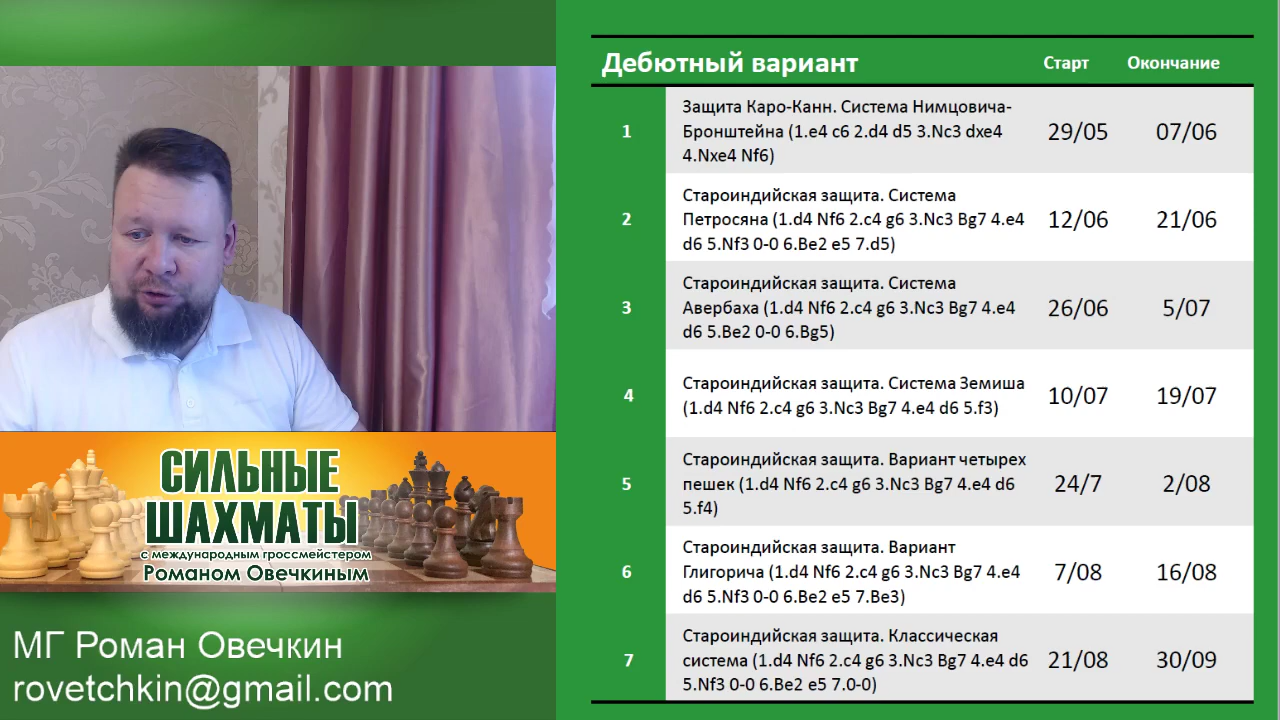 СИЛЬНЫЕ
ШАХМАТЫ
с международным гроссмейстером
Романом Овечкиным
МГ Роман Овечкин
rovetchkin@gmail.com
Дебютный вариант Старт Окончание
1 Защита Каро-Канн. Система Нимцовича-
Бронштейна (1.e4 c6 2.d4 d5 3.Nc3 dxe4 29/05 07/06
4.Nxe4 Nf6)
Староиндийская защита. Система
2 Петросяна (1.d4 Nf6 2.c4 g6 3.Nc3 Bg7 4.e4 12/06 21/06
d6 5.Nf3 0-0 6.Be2 e5 7.d5)
Староиндийская защита. Система
3 Авербаха (1.d4 Nf6 2.c4 g6 3.Nc3 Bg7 4.e4 26/06 5/07
d6 5.Be2 0-0 6.Bg5)
4 Староиндийская защита. Система Земиша 10/07 19/07
(1.d4 Nf6 2.c4 g6 3.Nc3 Bg7 4.e4 d6 5.f3)
Староиндийская защита. Вариант четырех
5 пешек (1.d4 Nf6 2.c4 g6 3.Nc3 Bg7 4.e4 d6 24/7 2/08
5.f4)
Староиндийская защита. Вариант
6 Глигорича (1.d4 Nf6 2.c4 g6 3.Nc3 Bg7 4.e4 7/08 16/08
d6 5.Nf3 0-0 6.Be2 e5 7.Be3)
Староиндийская защита. Классическая
7 система (1.d4 Nf6 2.c4 g6 3.Nc3 Bg7 4.e4 d6 21/08 30/09
5.Nf3 0-0 6.Be2 e5 7.0-0)